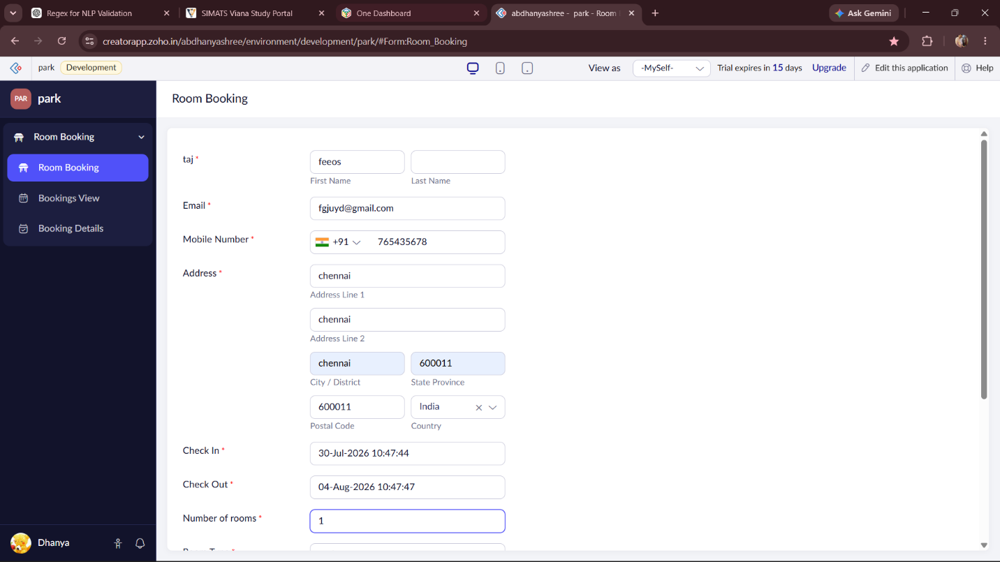 Regex for NLP Validation
SIMATS Viana Study Portal
One Dashboard
abdhanyashree - park - Room
Ask Gemini
creatorapp.zoho.in/abdhanyashree/environment/development/park/#Form:Room_Booking
park Development View as -MySelf- Trial expires in 15 days Upgrade Edit this application Help
PAR park
Room Booking
Room Booking
Room Booking
Bookings View
Booking Details
taj *
feeos
First Name Last Name
Email *
fgjuyd@gmail.com
Mobile Number *
+91 765435678
Address *
chennai
Address Line 1
chennai
Address Line 2
chennai 600011
City / District State Province
600011 India
Postal Code Country
Check In *
30-Jul-2026 10:47:44
Check Out *
04-Aug-2026 10:47:47
Number of rooms *
1
Dhanya